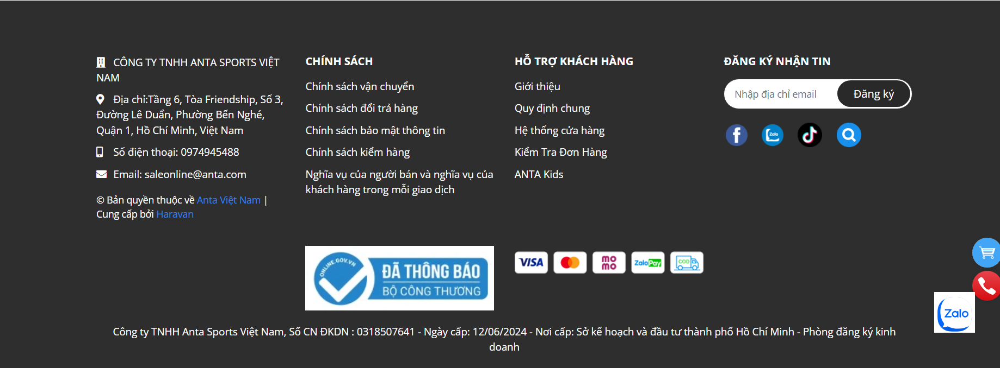 CÔNG TY TNHH ANTA SPORTS VIỆT
NAM
Địa chỉ:Tầng 6, Tòa Friendship, Số 3,
Đường Lê Duẩn, Phường Bến Nghé,
Quận 1, Hồ Chí Minh, Việt Nam
Số điện thoại: 0974945488
Email: saleonline@anta.com
© Bản quyền thuộc về Anta Việt Nam |
Cung cấp bởi Haravan
CHÍNH SÁCH
Chính sách vận chuyển
Chính sách đổi trả hàng
Chính sách bảo mật thông tin
Chính sách kiểm hàng
Nghĩa vụ của người bán và nghĩa vụ của
khách hàng trong mỗi giao dịch
HỖ TRỢ KHÁCH HÀNG
Giới thiệu
Quy định chung
Hệ thống cửa hàng
Kiểm Tra Đơn Hàng
ANTA Kids
ĐĂNG KÝ NHẬN TIN
Nhập địa chỉ email Đăng ký
Zalo
ONLINE.GOV.VN
ĐÃ THÔNG BÁO
BỘ CÔNG THƯƠNG
VISA
mo
mo
ZaloPay
COD
Zalo
Công ty TNHH Anta Sports Việt Nam, Số CN ĐKDN : 0318507641 - Ngày cấp: 12/06/2024 - Nơi cấp: Sở kế hoạch và đầu tư thành phố Hồ Chí Minh - Phòng đăng ký kinh
doanh